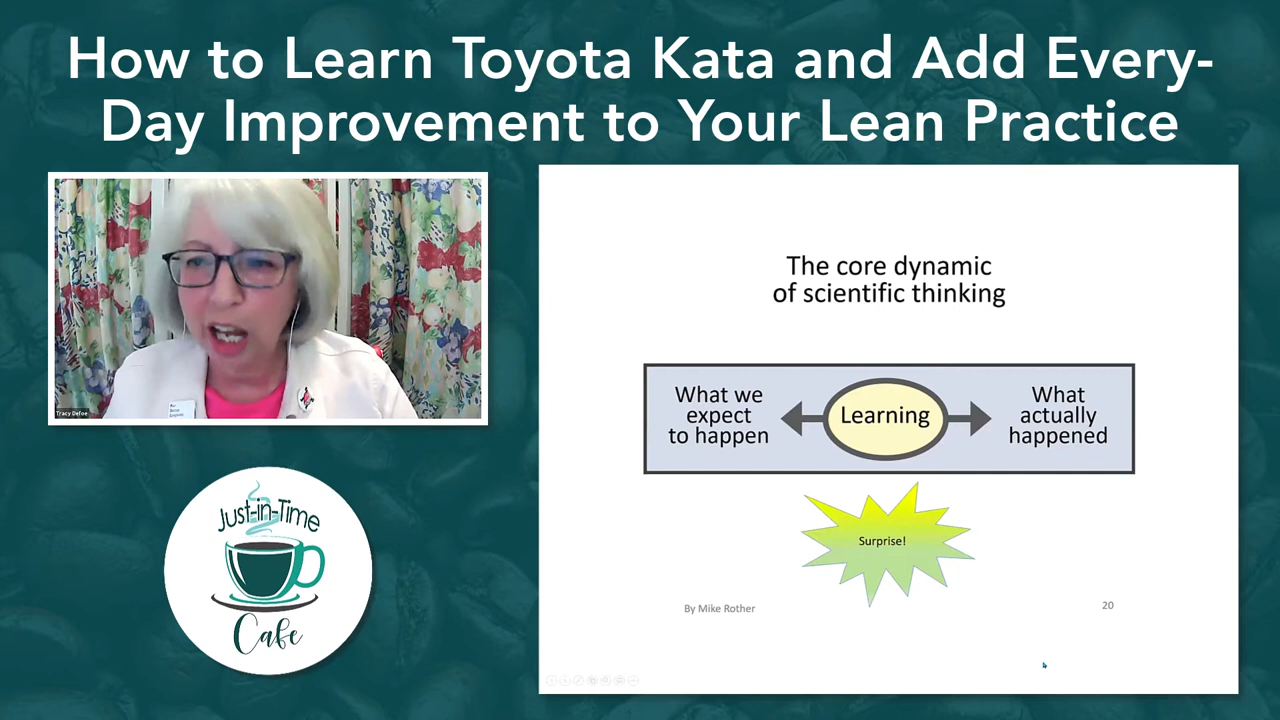 How to Learn Toyota Kata and Add Every-
Day Improvement to Your Lean Practice
Tracy Defoe
Just-in-Time
Cafe
The core dynamic
of scientific thinking
What we
expect
to happen
Learning
What
actually
happened
Surprise!
By Mike Rother
20